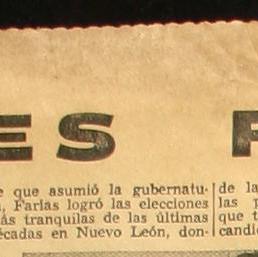 ES
e que asumió la gubernatu-
, Farías logró las elecciones
ás tranquilas de las últimas
écadas en Nuevo León, don-
de la
las p
que t
candi